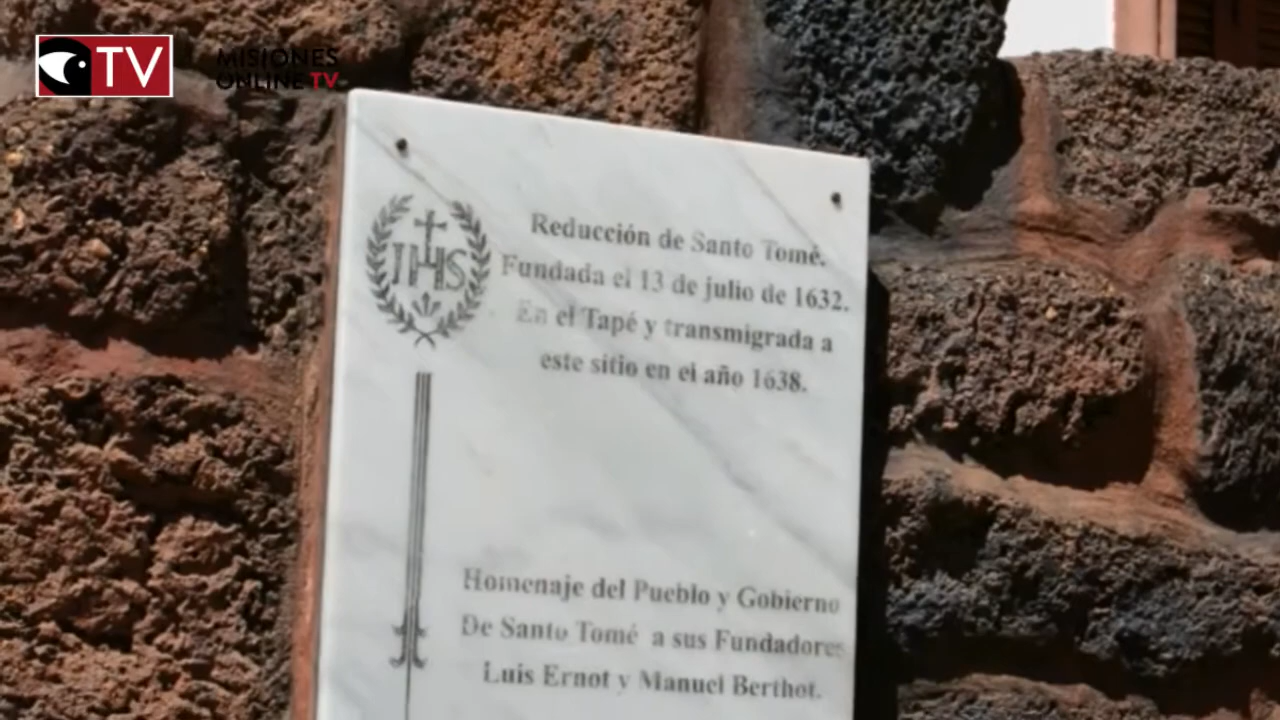 TV
MISIONES
ONLINE TV
IHS
Reducción de Santo Tomé.
Fundada el 13 de julio de 1632.
En el Tapé y transmigrada a
este sitio en el año 1638.
Homenaje del Pueblo y Gobierno
De Santo Tomé a sus Fundadores
Luis Ernot y Manuel Berthot.